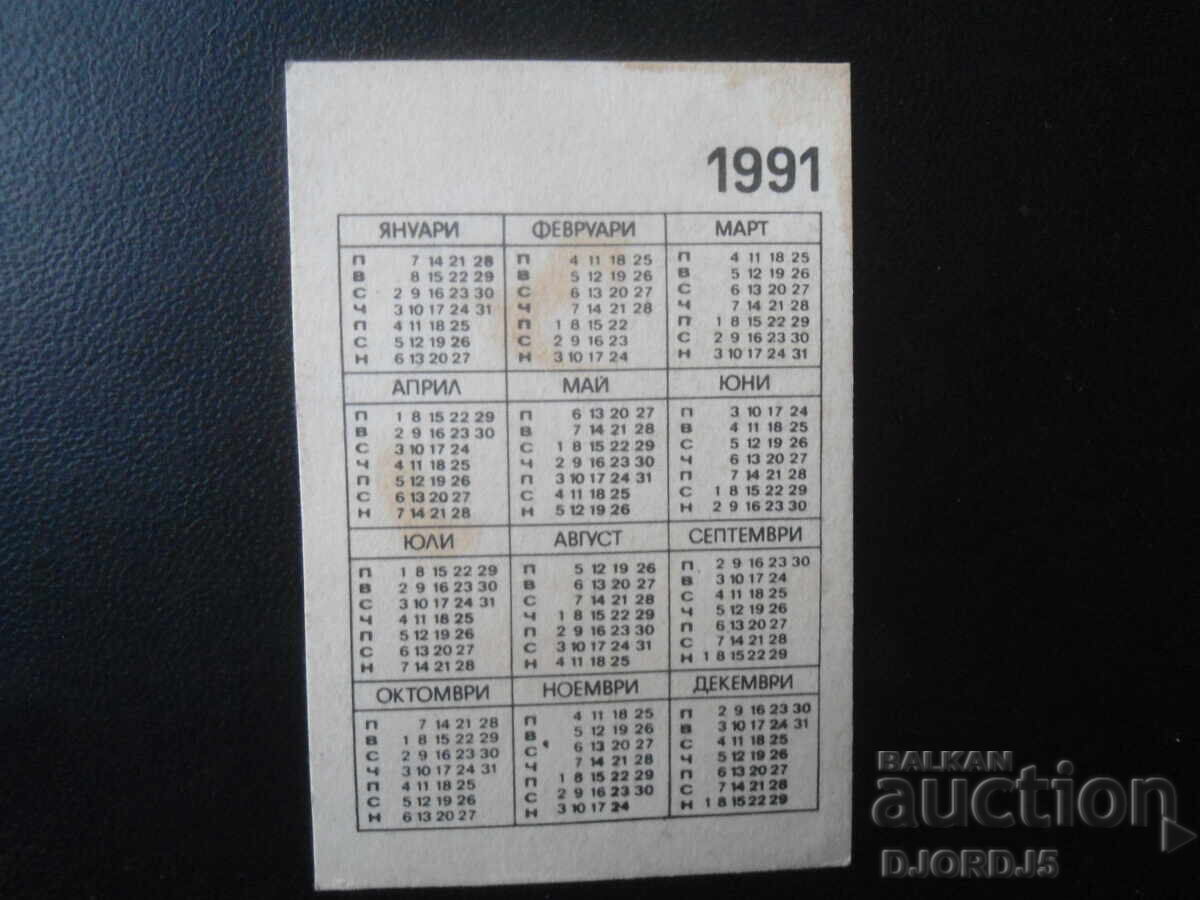 1991
ЯНУАРИ
П 7 14 21 28
В 8 15 22 29
С 2 9 16 23 30
Ч 3 10 17 24 31
П 4 11 18 25
С 5 12 19 26
Н 6 13 20 27
ФЕВРУАРИ
П 4 11 18 25
В 5 12 19 26
С 6 13 20 27
Ч 7 14 21 28
П 1 8 15 22
С 2 9 16 23
Н 3 10 17 24
МАРТ
П 4 11 18 25
В 5 12 19 26
С 6 13 20 27
Ч 7 14 21 28
П 1 8 15 22 29
С 2 9 16 23 30
Н 3 10 17 24 31
АПРИЛ
П 1 8 15 22 29
В 2 9 16 23 30
С 3 10 17 24
Ч 4 11 18 25
П 5 12 19 26
С 6 13 20 27
Н 7 14 21 28
МАЙ
П 6 13 20 27
В 7 14 21 28
С 1 8 15 22 29
Ч 2 9 16 23 30
П 3 10 17 24 31
С 4 11 18 25
Н 5 12 19 26
ЮНИ
П 3 10 17 24
В 4 11 18 25
С 5 12 19 26
Ч 6 13 20 27
П 7 14 21 28
С 1 8 15 22 29
Н 2 9 16 23 30
ЮЛИ
П 1 8 15 22 29
В 2 9 16 23 30
С 3 10 17 24 31
Ч 4 11 18 25
П 5 12 19 26
С 6 13 20 27
Н 7 14 21 28
АВГУСТ
П 5 12 19 26
В 6 13 20 27
С 7 14 21 28
Ч 1 8 15 22 29
П 2 9 16 23 30
С 3 10 17 24 31
Н 4 11 18 25
СЕПТЕМВРИ
П 2 9 16 23 30
В 3 10 17 24
С 4 11 18 25
Ч 5 12 19 26
П 6 13 20 27
С 7 14 21 28
Н 1 8 15 22 29
ОКТОМВРИ
П 7 14 21 28
В 1 8 15 22 29
С 2 9 16 23 30
Ч 3 10 17 24 31
П 4 11 18 25
С 5 12 19 26
Н 6 13 20 27
НОЕМВРИ
П 4 11 18 25
В 5 12 19 26
С 6 13 20 27
Ч 7 14 21 28
П 1 8 15 22 29
С 2 9 16 23 30
Н 3 10 17 24
ДЕКЕМВРИ
П 2 9 16 23 30
В 3 10 17 24 31
С 4 11 18 25
Ч 5 12 19 26
П 6 13 20 27
С 7 14 21 28
Н 1 8 15 22 29
BALKAN
auction
DJORDJ5